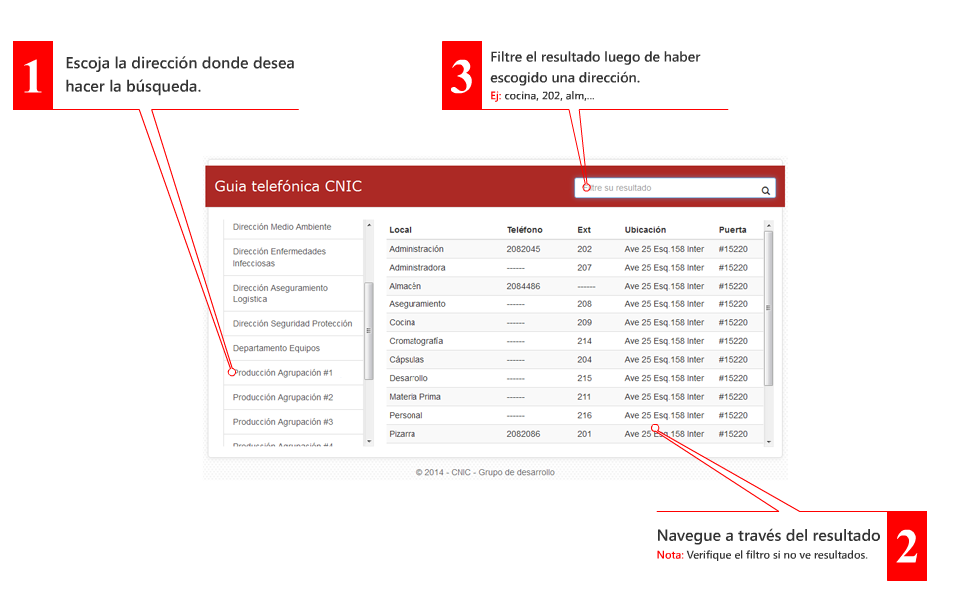 1
Escoja la dirección donde desea
hacer la búsqueda.
3
Filtre el resultado luego de haber
escogido una dirección.
Ej: cocina, 202, alm,...
Guia telefónica CNIC
su resultado
Dirección Medio Ambiente
Dirección Enfermedades
Infecciosas
Dirección Aseguramiento
Logistica
Dirección Seguridad Protección
Departamento Equipos
Producción Agrupación #1
Producción Agrupación #2
Producción Agrupación #3
Producción Agrupación #4
Local Teléfono Ext Ubicación Puerta
Adminstración 2082045 202 Ave 25 Esq.158 Inter #15220
Adminstradora ------ 207 Ave 25 Esq.158 Inter #15220
Almacén 2084486 ------ Ave 25 Esq.158 Inter #15220
Aseguramiento ------ 208 Ave 25 Esq.158 Inter #15220
Cocina ------ 209 Ave 25 Esq.158 Inter #15220
Cromatografía ------ 214 Ave 25 Esq.158 Inter #15220
Cápsulas ------ 204 Ave 25 Esq.158 Inter #15220
Desarrollo ------ 215 Ave 25 Esq.158 Inter #15220
Materia Prima ------ 211 Ave 25 Esq.158 Inter #15220
Personal ------ 216 Ave 25 Esq.158 Inter #15220
Pizarra 2082086 201 Ave 25 Esq.158 Inter #15220
© 2014 - CNIC - Grupo de desarrollo
Navegue a través del resultado
Nota: Verifique el filtro si no ve resultados.
2